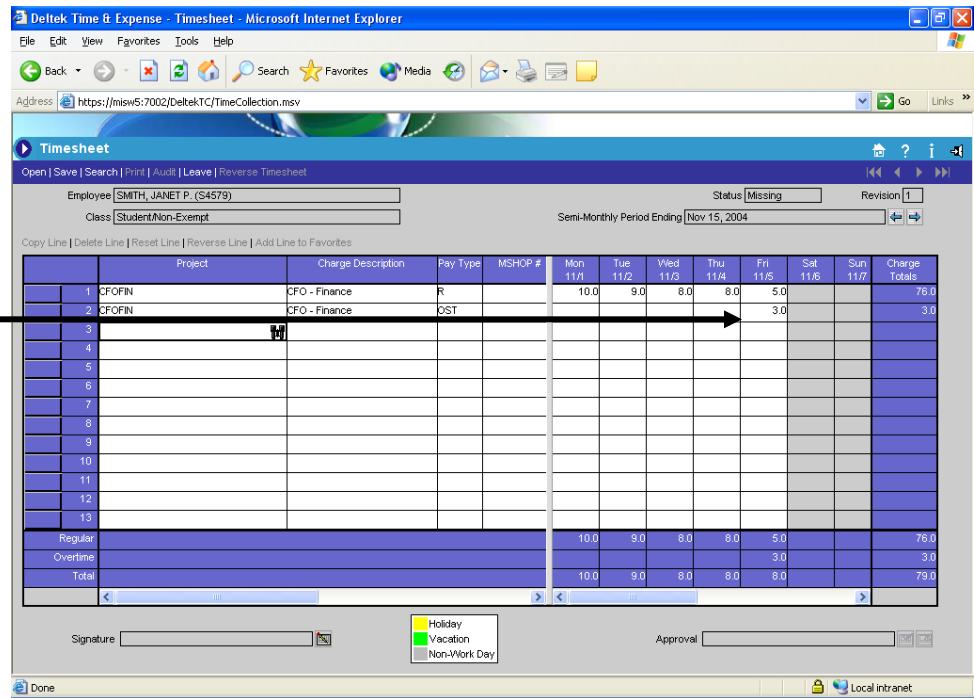 Deltek Time & Expense - Timesheet - Microsoft Internet Explorer
File Edit View Favorites Tools Help
Back Search Favorites Media
Address https://misw5:7002/DeltekTC/TimeCollection.msv Go Links »
Timesheet ? i
Open | Save | Search | Print | Audit | Leave | Reverse Timesheet
Employee SMITH, JANET P. (S4579) Status Missing Revision 1
Class Student/Non-Exempt Semi-Monthly Period Ending Nov 15, 2004
Copy Line | Delete Line | Reset Line | Reverse Line | Add Line to Favorites
Project Charge Description Pay Type MSHOP # Mon 11/1 Tue 11/2 Wed 11/3 Thu 11/4 Fri 11/5 Sat 11/6 Sun 11/7 Charge Totals
1 CFOFIN CFO - Finance R 10.0 9.0 8.0 8.0 5.0 76.0
2 CFOFIN CFO - Finance OST 3.0 3.0
3
4
5
6
7
8
9
10
11
12
13
Regular 10.0 9.0 8.0 8.0 5.0 76.0
Overtime 3.0 3.0
Total 10.0 9.0 8.0 8.0 8.0 79.0
Holiday
Signature Vacation Approval
Non-Work Day
Done Local intranet